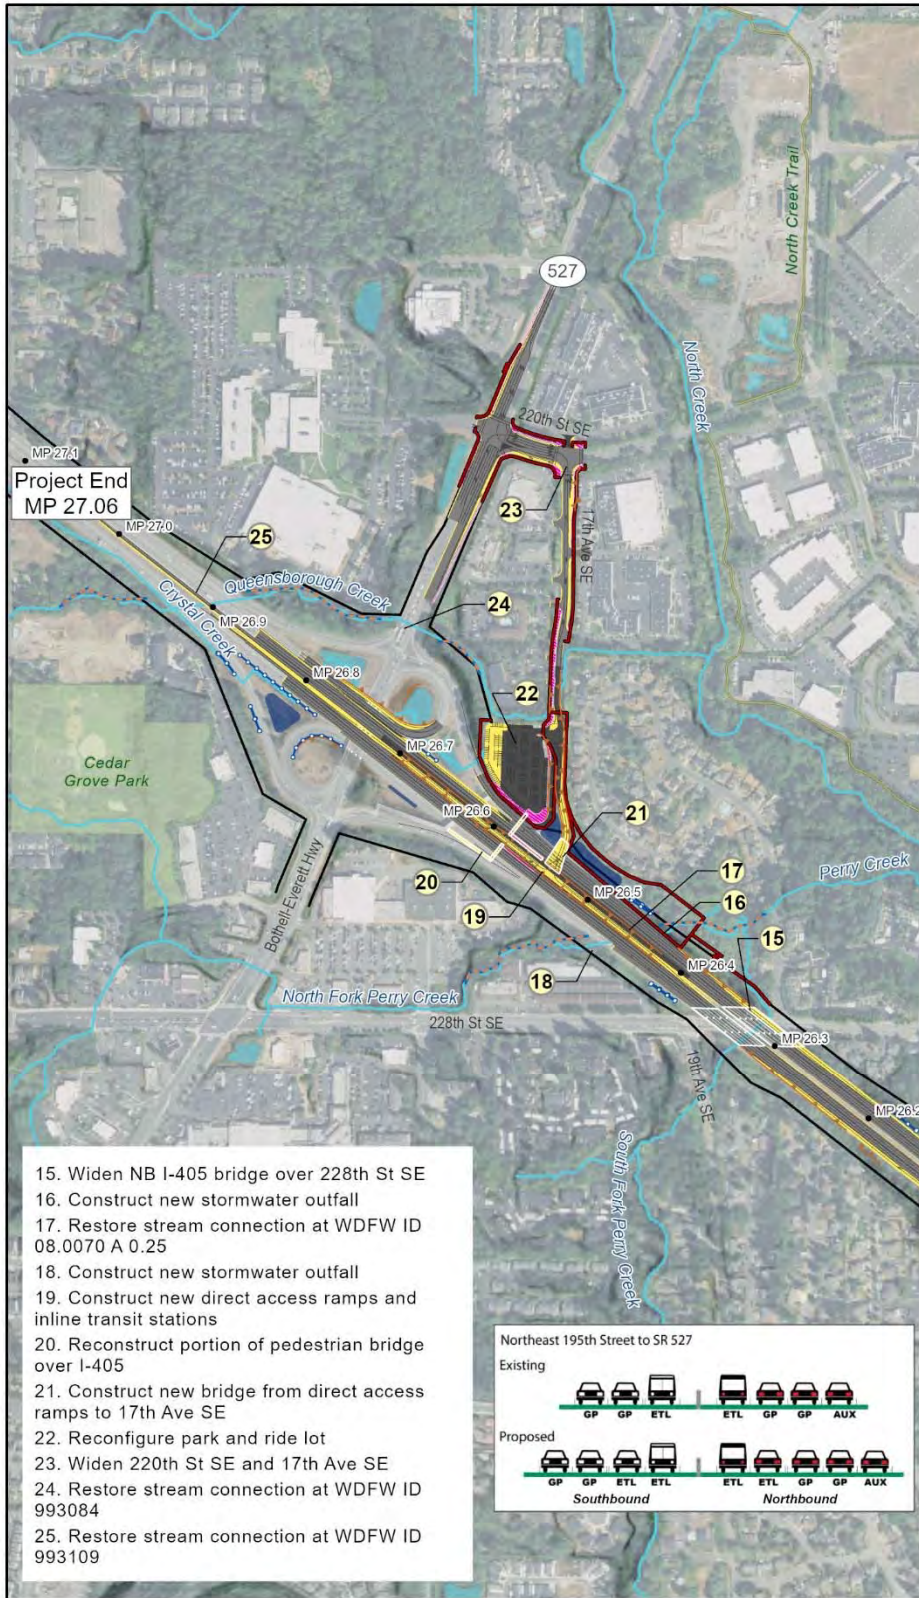 527
North Creek Trail
North Creek
220th St SE
MP 27.1
Project End
MP 27.06
23
17th Ave SE
MP 27.0
25
Queensborough Creek
24
Crystal Creek
MP 26.9
MP 26.8
22
MP 26.7
Cedar
Grove Park
MP 26.6
21
Bothell-Everett Hwy
20
17
Perry Creek
MP 26.5
19
16
15
18
MP 26.4
North Fork Perry Creek
228th St SE
MP 26.3
19th Ave SE
MP 26.2
South Fork Perry Creek
15. Widen NB I-405 bridge over 228th St SE
16. Construct new stormwater outfall
17. Restore stream connection at WDFW ID
08.0070 A 0.25
18. Construct new stormwater outfall
19. Construct new direct access ramps and
inline transit stations
20. Reconstruct portion of pedestrian bridge
over I-405
21. Construct new bridge from direct access
ramps to 17th Ave SE
22. Reconfigure park and ride lot
23. Widen 220th St SE and 17th Ave SE
24. Restore stream connection at WDFW ID
993084
25. Restore stream connection at WDFW ID
993109
Northeast 195th Street to SR 527
Existing
GP GP ETL ETL GP GP AUX
Proposed
GP GP ETL ETL ETL ETL GP GP AUX
Southbound Northbound